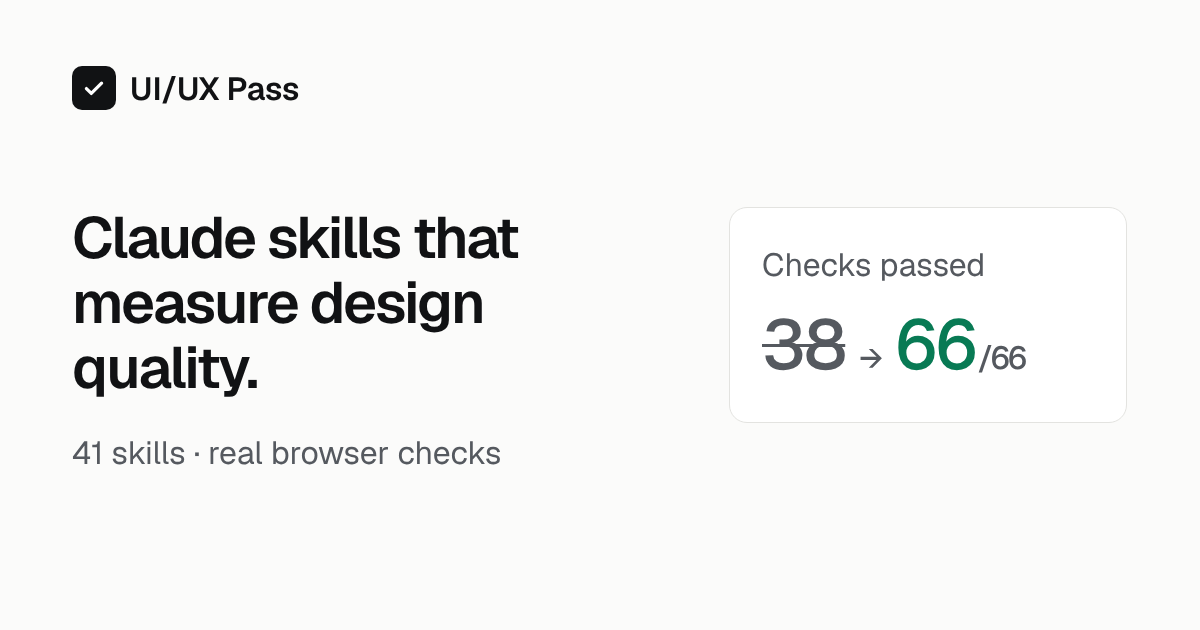 UI/UX Pass
Claude skills that
measure design
quality.
41 skills · real browser checks
Checks passed
38 → 66/66